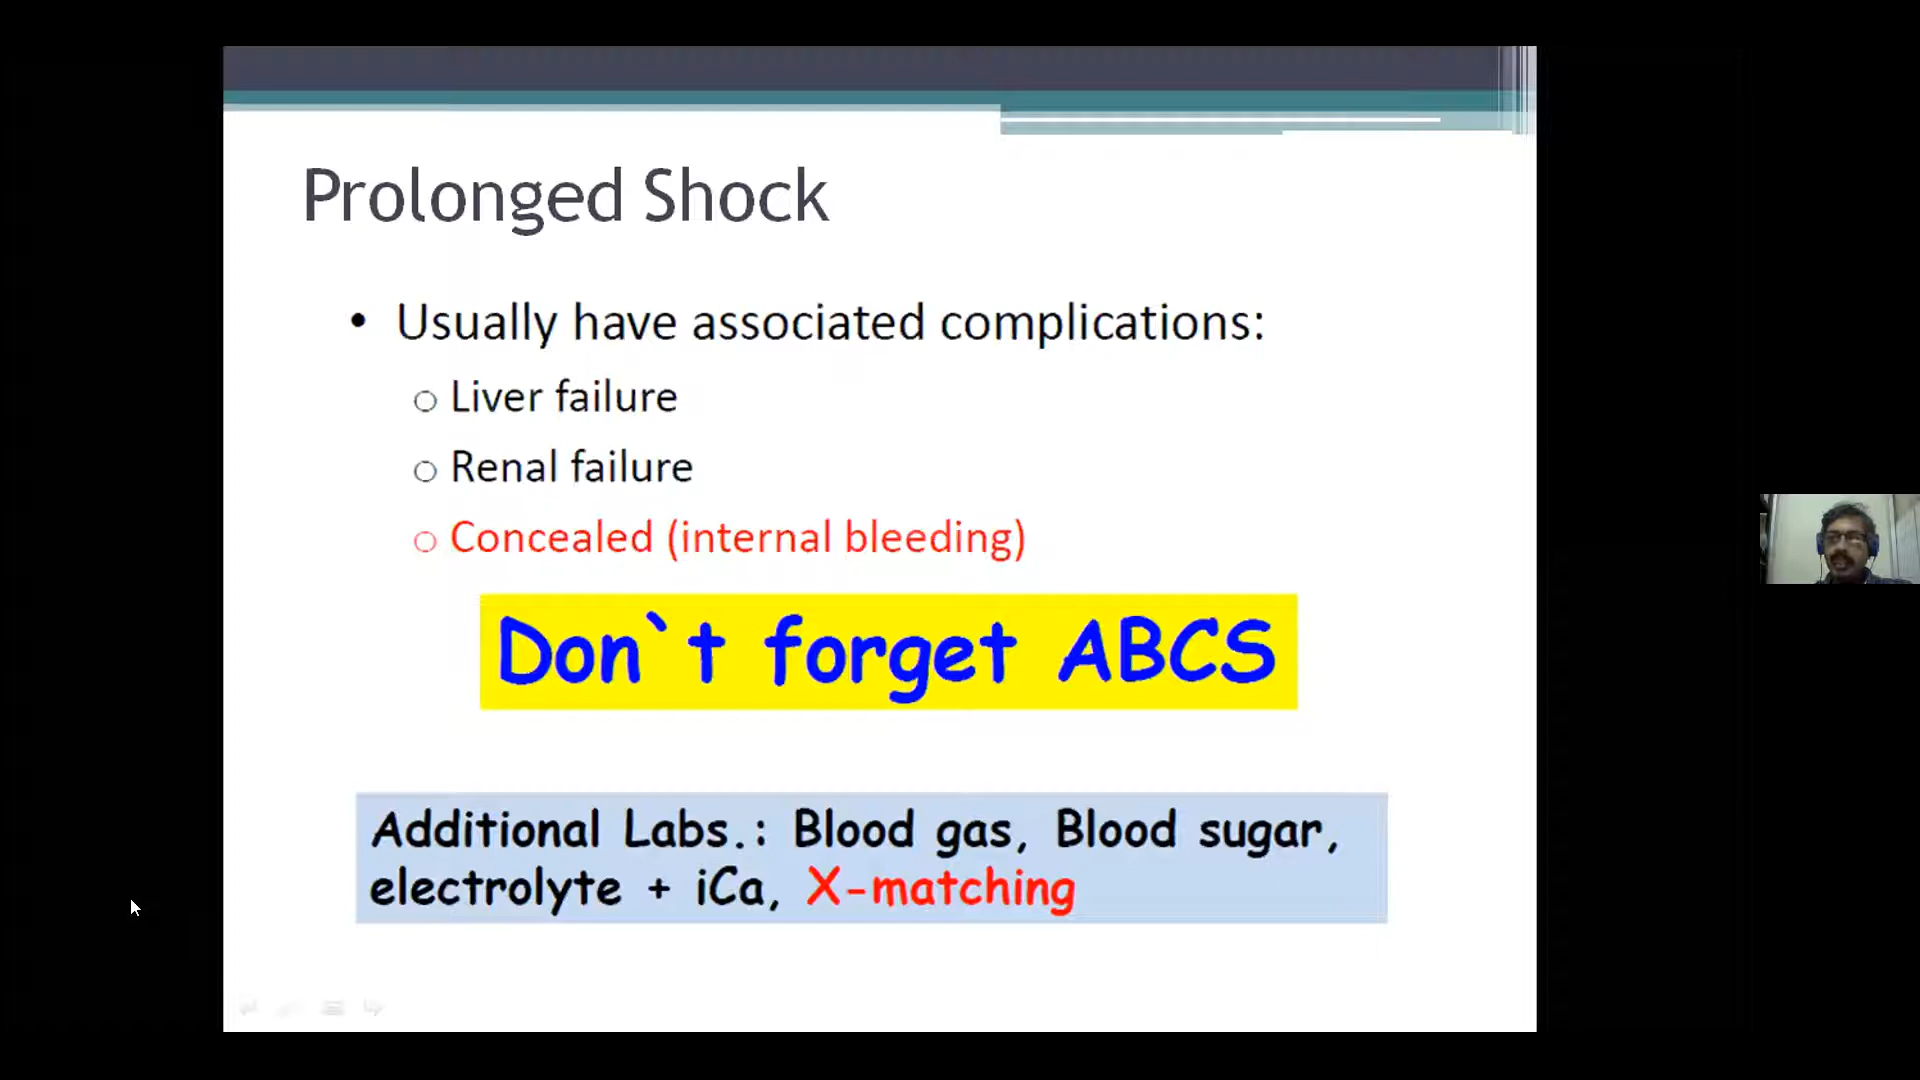 Prolonged Shock
• Usually have associated complications:
○ Liver failure
○ Renal failure
○ Concealed (internal bleeding)
Don`t forget ABCS
Additional Labs.: Blood gas, Blood sugar,
electrolyte + iCa, X-matching